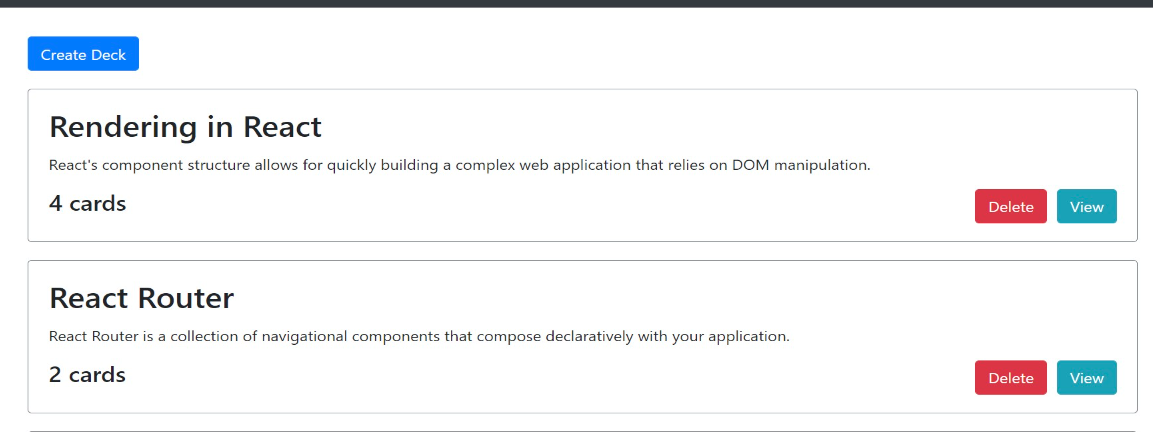 Create Deck
Rendering in React
React's component structure allows for quickly building a complex web application that relies on DOM manipulation.
4 cards
Delete View
React Router
React Router is a collection of navigational components that compose declaratively with your application.
2 cards
Delete View